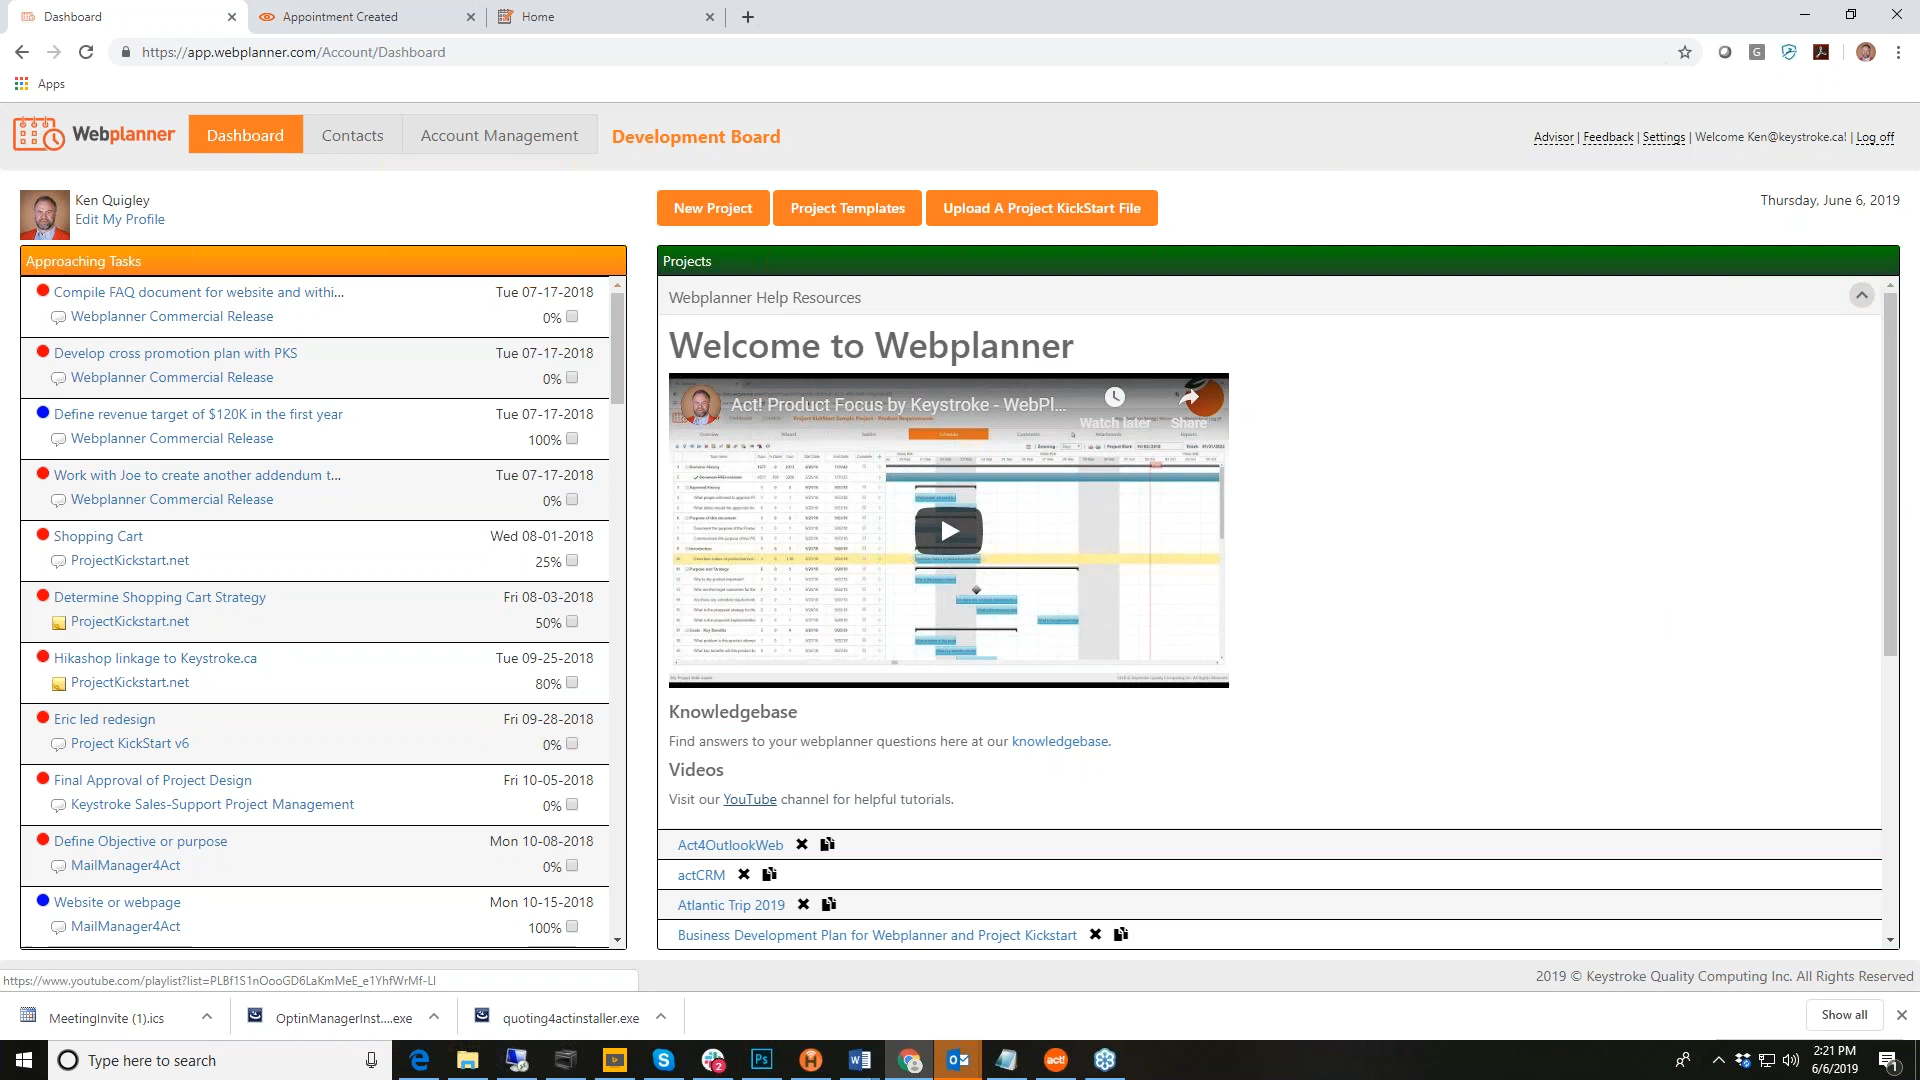 Dashboard
Appointment Created
Home
https://app.webplanner.com/Account/Dashboard
Apps
Webplanner
Dashboard
Contacts
Account Management
Development Board
Advisor | Feedback | Settings | Welcome Ken@keystroke.ca! | Log off
Ken Quigley
Edit My Profile
New Project
Project Templates
Upload A Project KickStart File
Thursday, June 6, 2019
Approaching Tasks
Compile FAQ document for website and withi... Tue 07-17-2018
Webplanner Commercial Release 0%
Develop cross promotion plan with PKS Tue 07-17-2018
Webplanner Commercial Release 0%
Define revenue target of $120K in the first year Tue 07-17-2018
Webplanner Commercial Release 100%
Work with Joe to create another addendum t... Tue 07-17-2018
Webplanner Commercial Release 0%
Shopping Cart Wed 08-01-2018
ProjectKickstart.net 25%
Determine Shopping Cart Strategy Fri 08-03-2018
ProjectKickstart.net 50%
Hikashop linkage to Keystroke.ca Tue 09-25-2018
ProjectKickstart.net 80%
Eric led redesign Fri 09-28-2018
Project KickStart v6 0%
Final Approval of Project Design Fri 10-05-2018
Keystroke Sales-Support Project Management 0%
Define Objective or purpose Mon 10-08-2018
MailManager4Act 0%
Website or webpage Mon 10-15-2018
MailManager4Act 100%
Projects
Webplanner Help Resources
Welcome to Webplanner
Act! Product Focus by Keystroke - WebPl...
Watch later
Share
Knowledgebase
Find answers to your webplanner questions here at our knowledgebase.
Videos
Visit our YouTube channel for helpful tutorials.
Act4OutlookWeb
actCRM
Atlantic Trip 2019
Business Development Plan for Webplanner and Project Kickstart
https://www.youtube.com/playlist?list=PLBf1S1nOooGD6LaKmMeE_e1YhfWrMf-LI
2019 © Keystroke Quality Computing Inc. All Rights Reserved
MeetingInvite (1).ics
OptinManagerInst....exe
quoting4actinstaller.exe
Show all
Type here to search
2:21 PM
6/6/2019